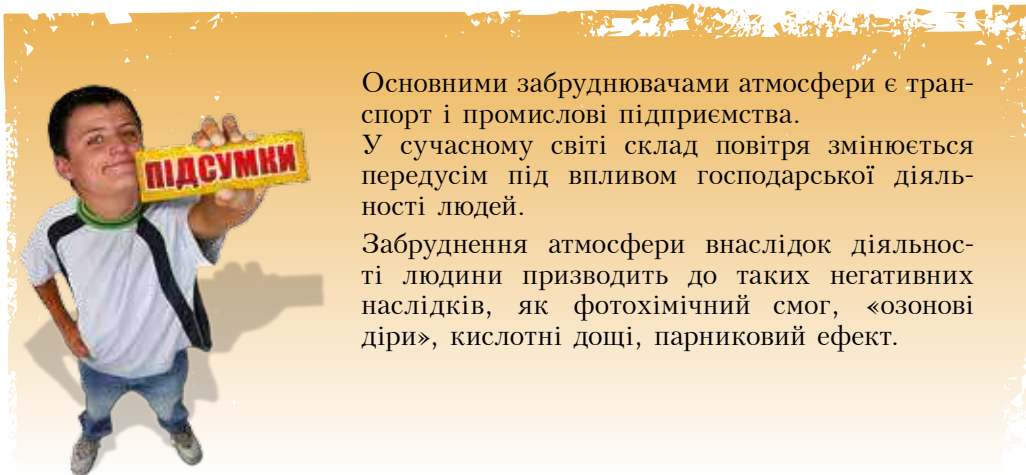 ПІДСУМКИ
Основними забруднювачами атмосфери є тран-
спорт і промислові підприємства.
У сучасному світі склад повітря змінюється
передусім під впливом господарської діяль-
ності людей.
Забруднення атмосфери внаслідок діяльнос-
ті людини призводить до таких негативних
наслідків, як фотохімічний смог, «озонові
діри», кислотні дощі, парниковий ефект.